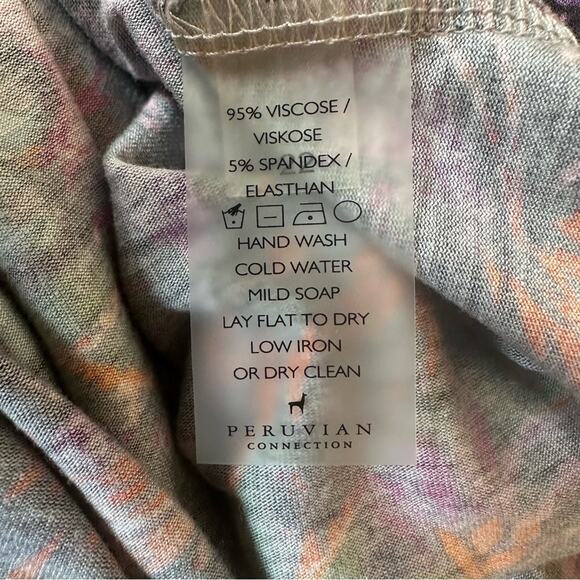 95% VISCOSE /
VISKOSE
5% SPANDEX /
ELASTHAN
HAND WASH
COLD WATER
MILD SOAP
LAY FLAT TO DRY
LOW IRON
OR DRY CLEAN
PERUVIAN
CONNECTION